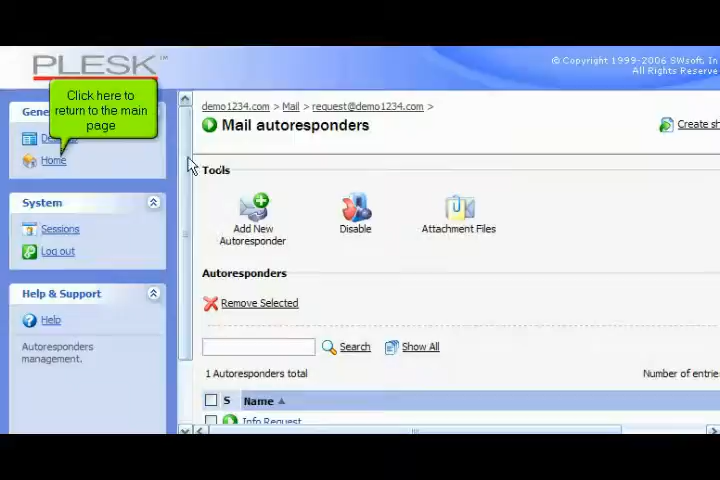 PLESK™
© Copyright 1999-2006 SWsoft, In
All Rights Reserve
Click here to
return to the main
page
Gene
De
Home
System
Sessions
Log out
Help & Support
Help
Autoresponders
management.
demo1234.com > Mail > request@demo1234.com >
Mail autoresponders
Create sh
Tools
Add New
Autoresponder
Disable
Attachment Files
Autoresponders
Remove Selected
Search
Show All
1 Autoresponders total
Number of entrie
S Name
Info Request